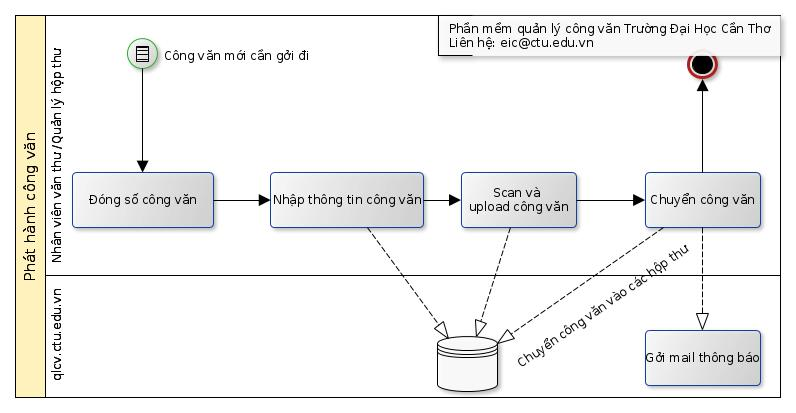 Phần mềm quản lý công văn Trường Đại Học Cần Thơ
Liên hệ: eic@ctu.edu.vn
Phát hành công văn
Nhân viên văn thư/Quản lý hộp thư
Công văn mới cần gởi đi
Đóng số công văn
Nhập thông tin công văn
Scan và
upload công văn
Chuyển công văn
Chuyển công văn vào các hộp thư
qlcv.ctu.edu.vn
Gởi mail thông báo